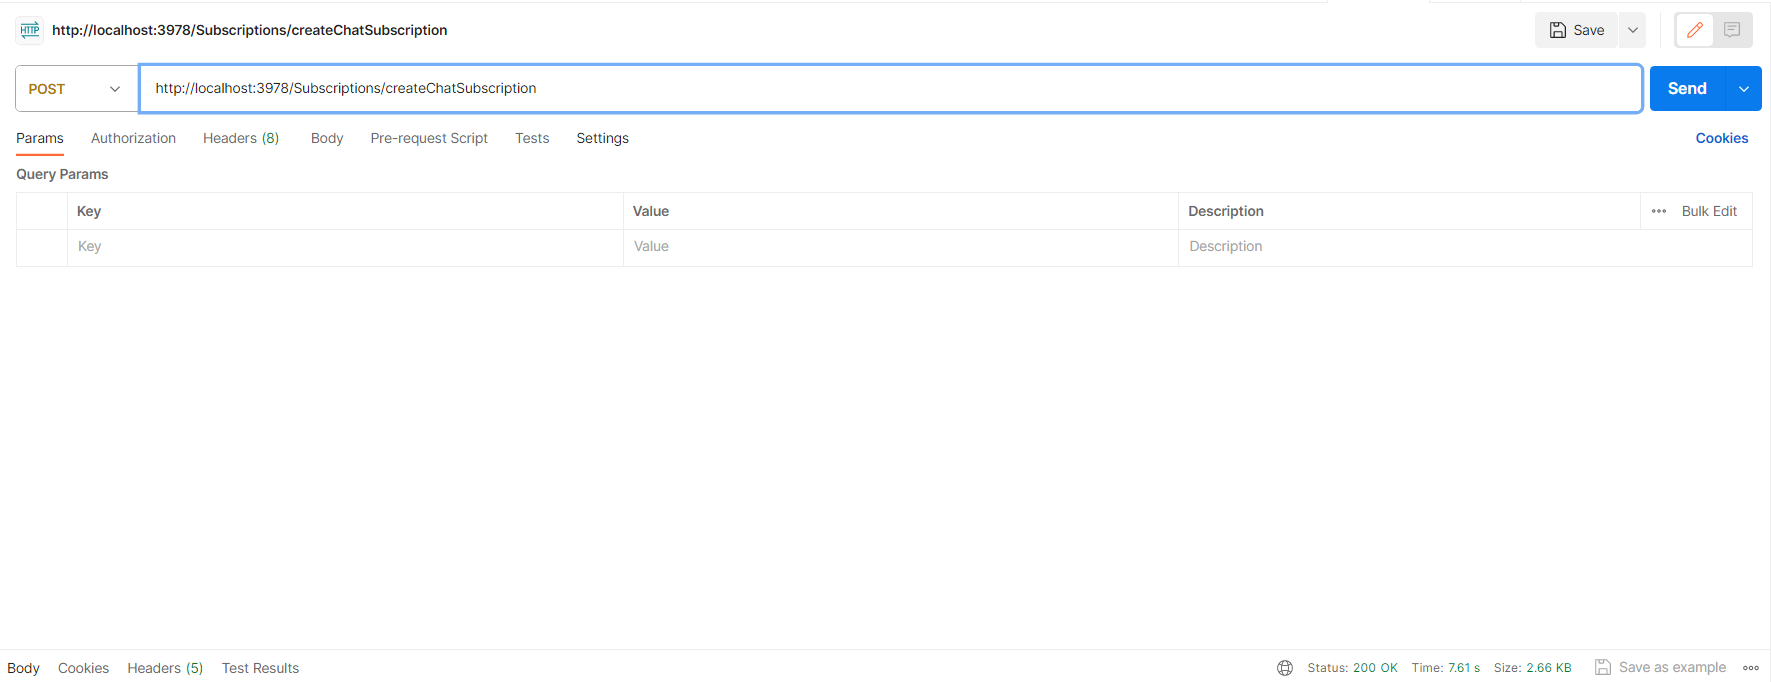 HTTP http://localhost:3978/Subscriptions/createChatSubscription Save
POST http://localhost:3978/Subscriptions/createChatSubscription Send
Params Authorization Headers (8) Body Pre-request Script Tests Settings Cookies
Query Params
Key Value Description ••• Bulk Edit
Key Value Description
Body Cookies Headers (5) Test Results Status: 200 OK Time: 7.61 s Size: 2.66 KB Save as example